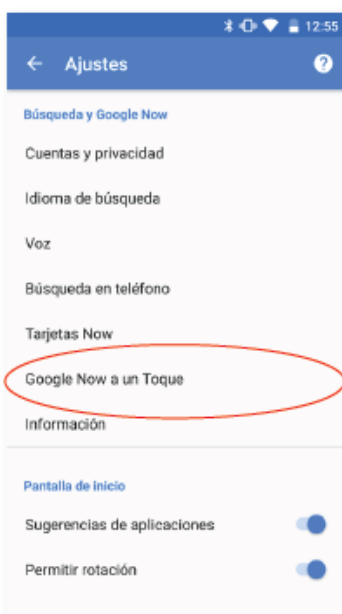 12:55
Ajustes
Búsqueda y Google Now
Cuentas y privacidad
Idioma de búsqueda
Voz
Búsqueda en teléfono
Tarjetas Now
Google Now a un Toque
Información
Pantalla de inicio
Sugerencias de aplicaciones
Permitir rotación